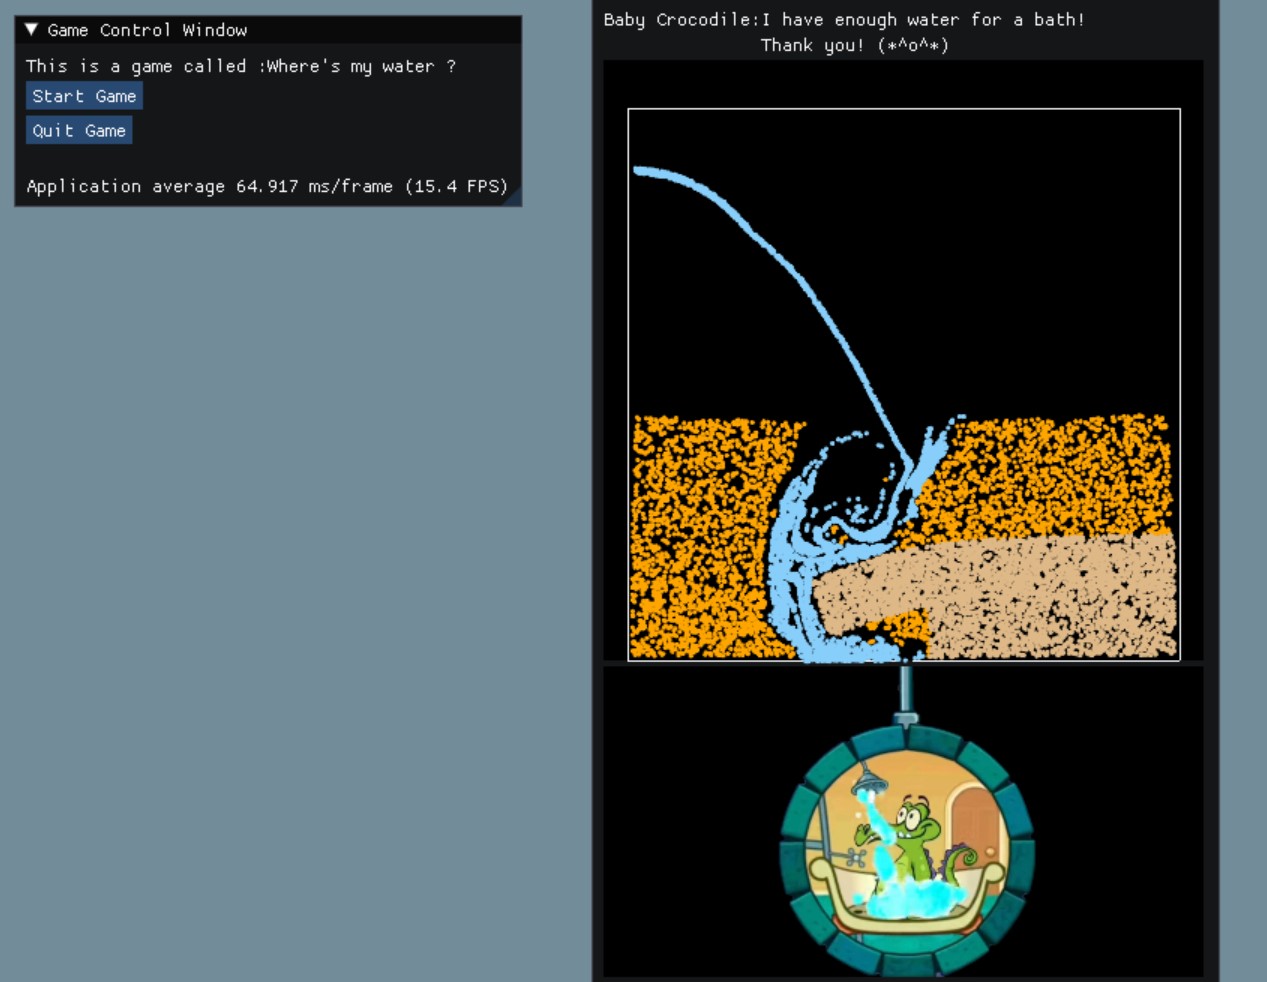 Game Control Window
This is a game called :Where's my water ?
Start Game
Quit Game
Application average 64.917 ms/frame (15.4 FPS)
Baby Crocodile:I have enough water for a bath!
Thank you! (*^o^*)